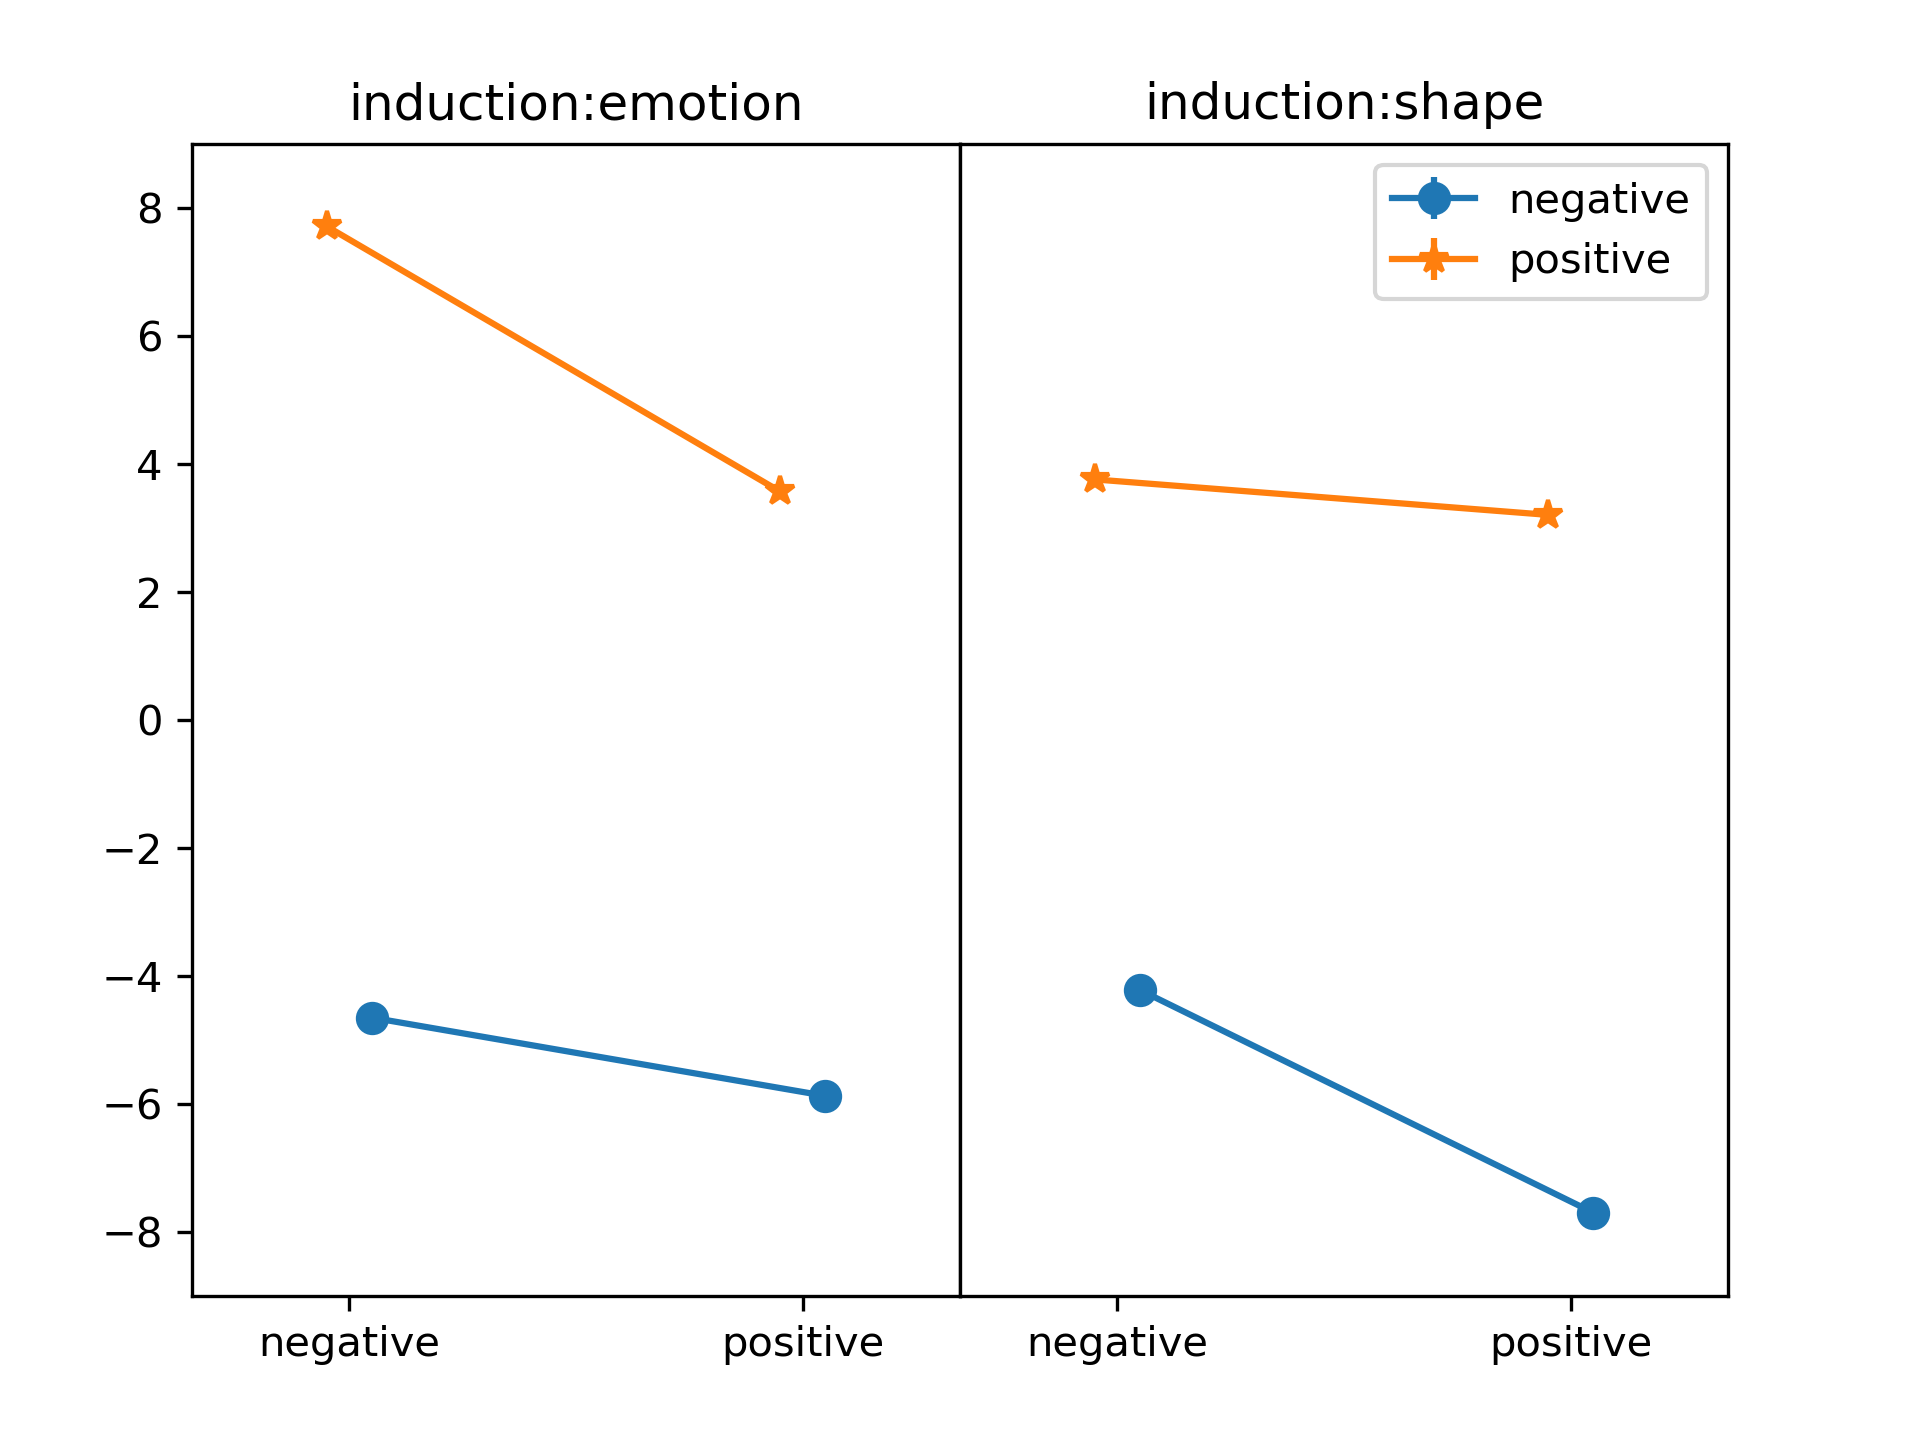 induction:emotion
induction:shape
negative
positive
8
6
4
2
0
−2
−4
−6
−8
negative
positive
negative
positive